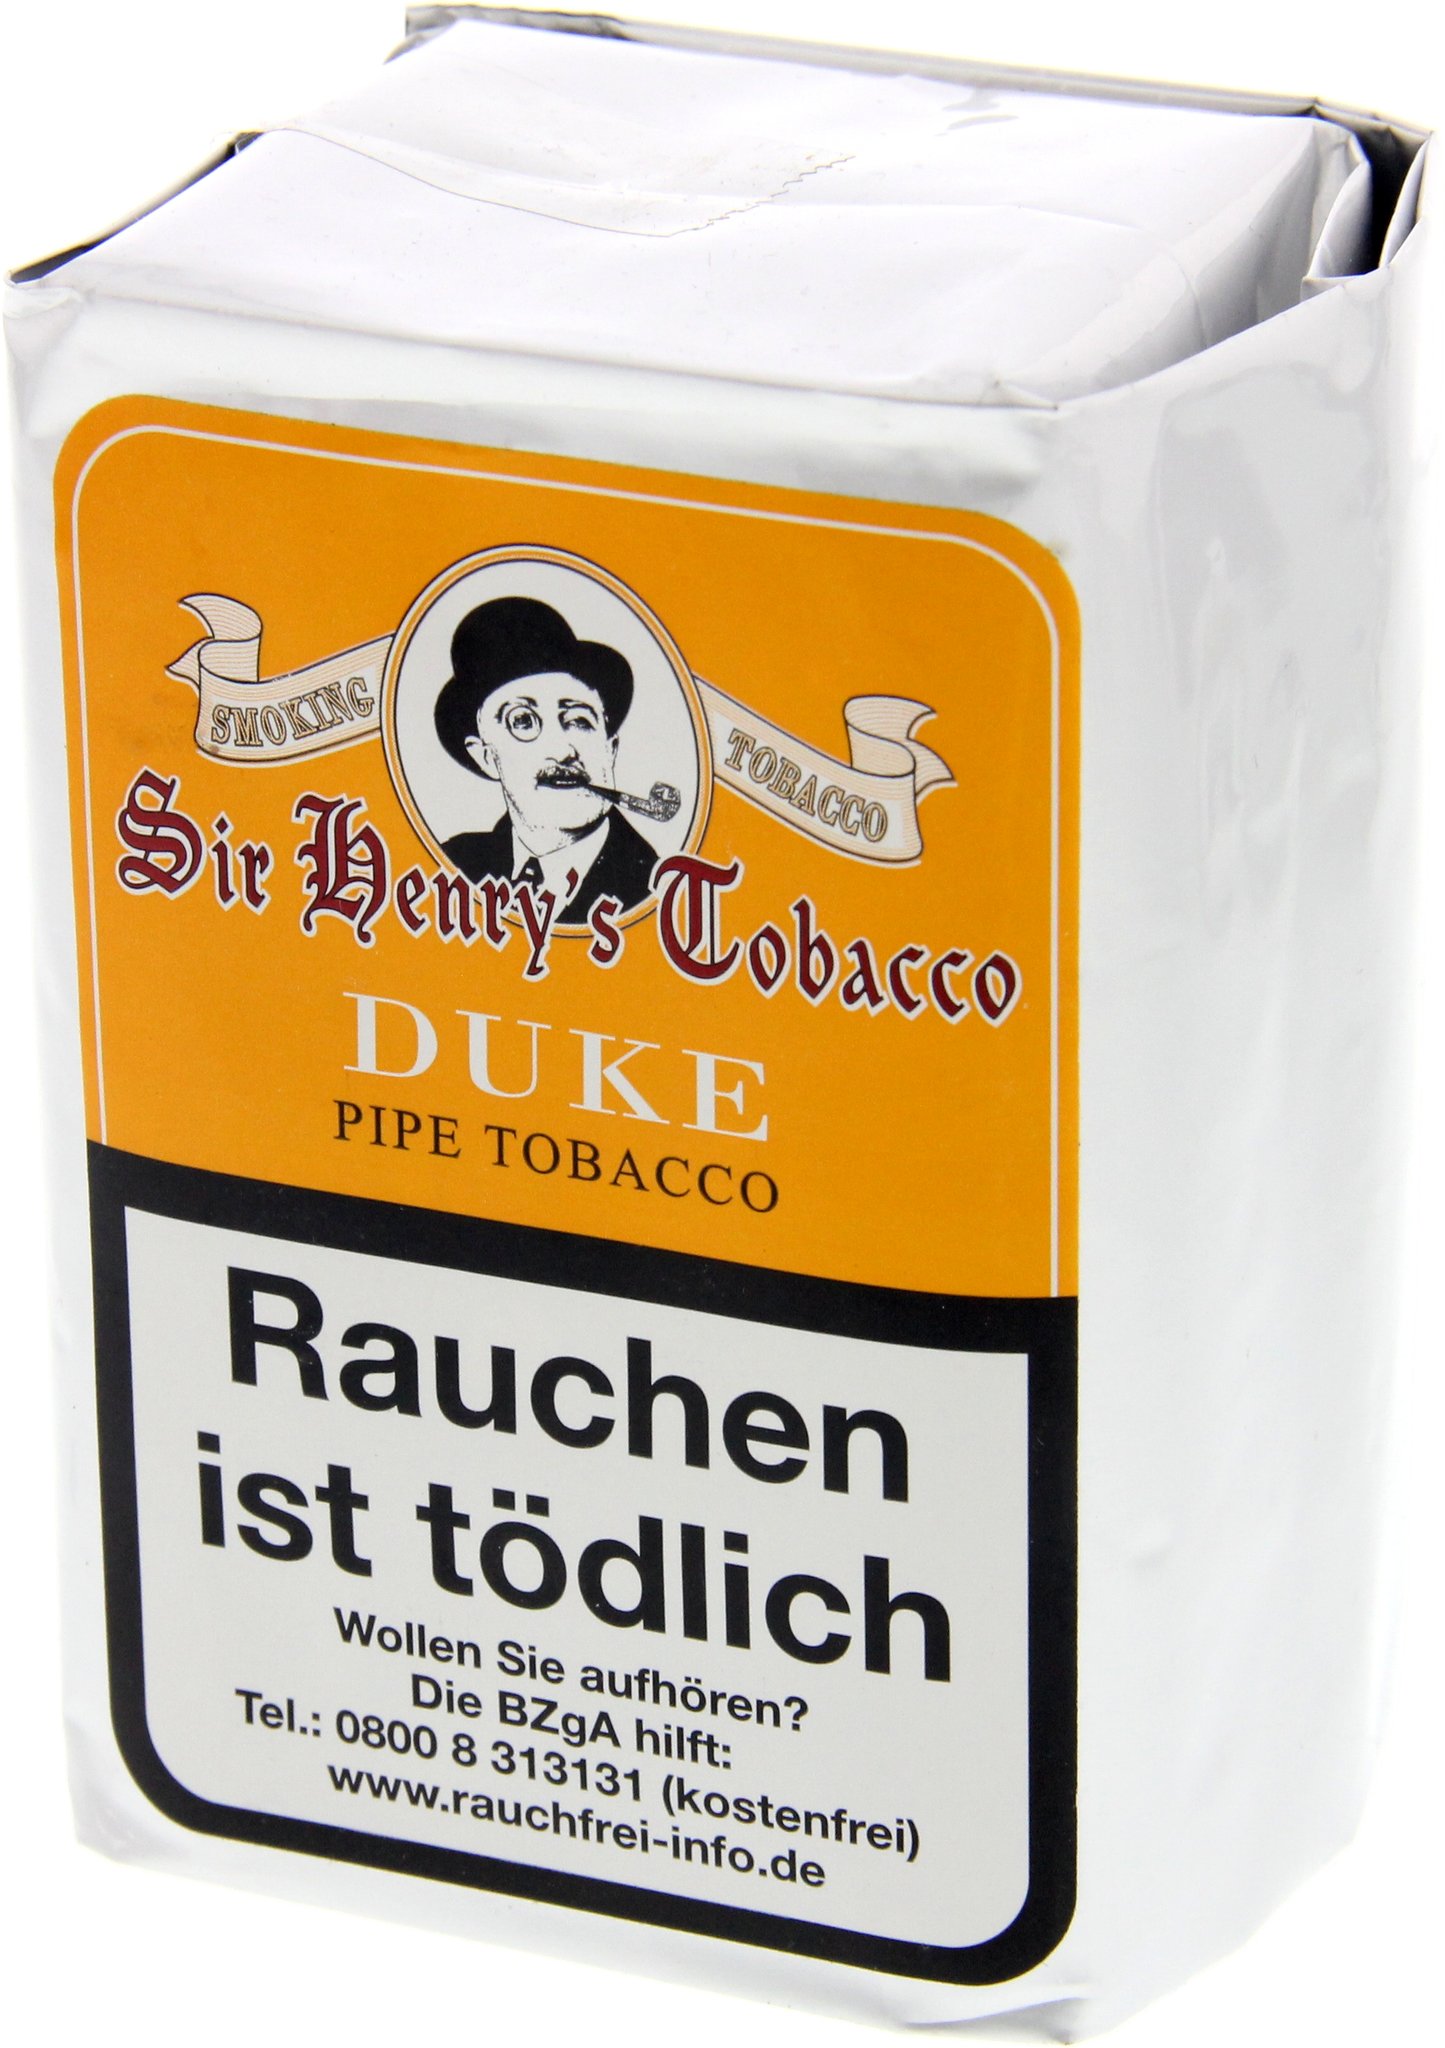 SMOKING
TOBACCO
Sir Henry's Tobacco
DUKE
PIPE TOBACCO
Rauchen
ist tödlich
Wollen Sie aufhören?
Die BZgA hilft:
Tel.: 0800 8 313131 (kostenfrei)
www.rauchfrei-info.de